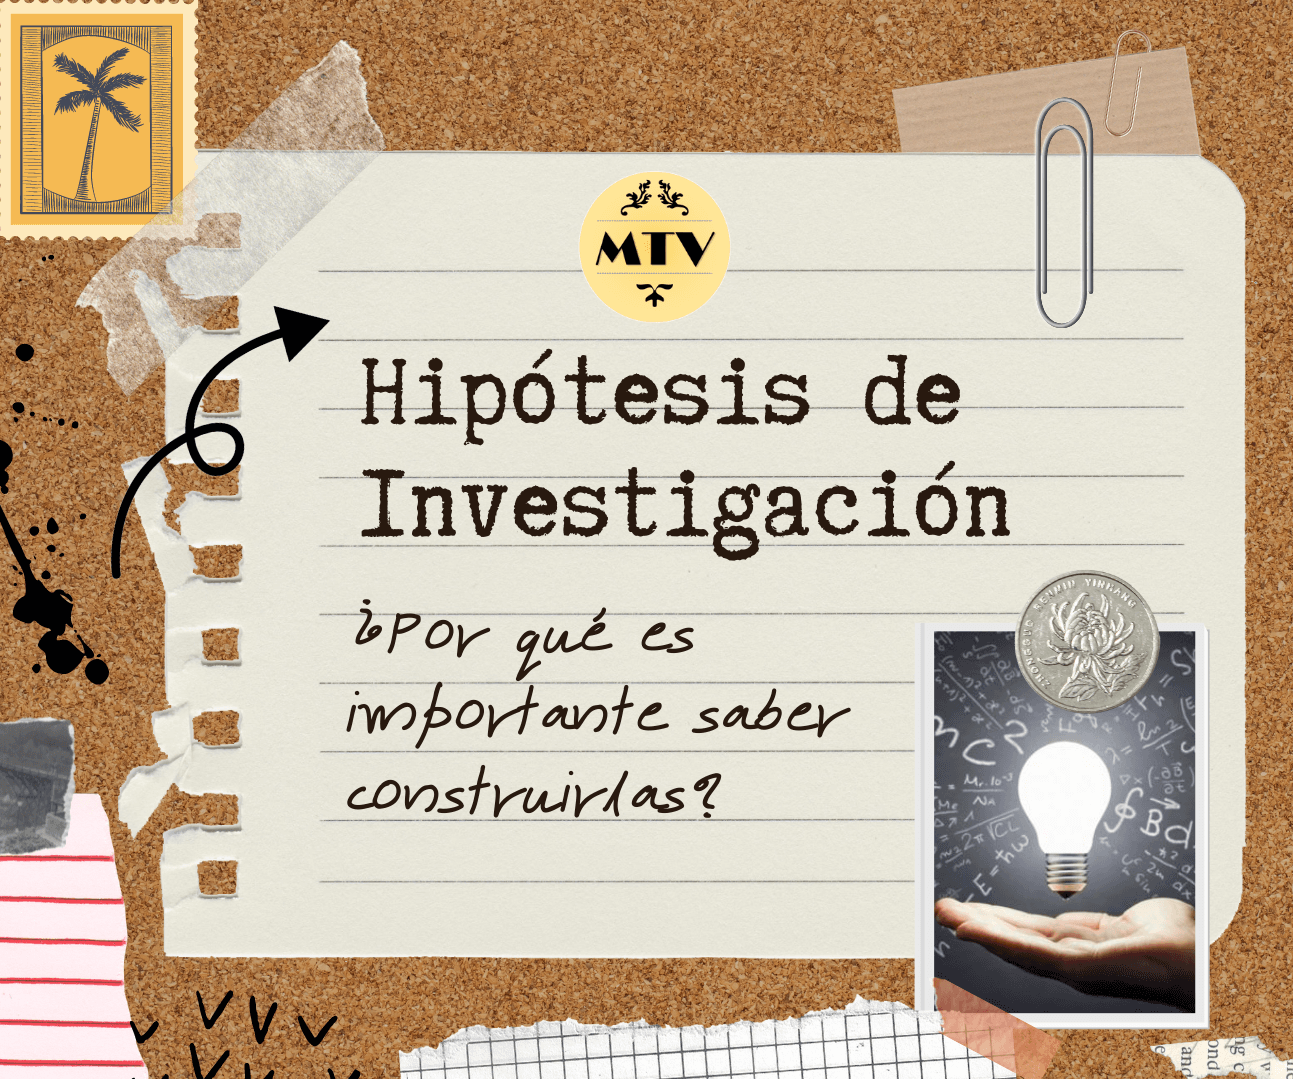 MTV
Hipótesis de
Investigación
¿Por qué es
importante saber
construirlas?